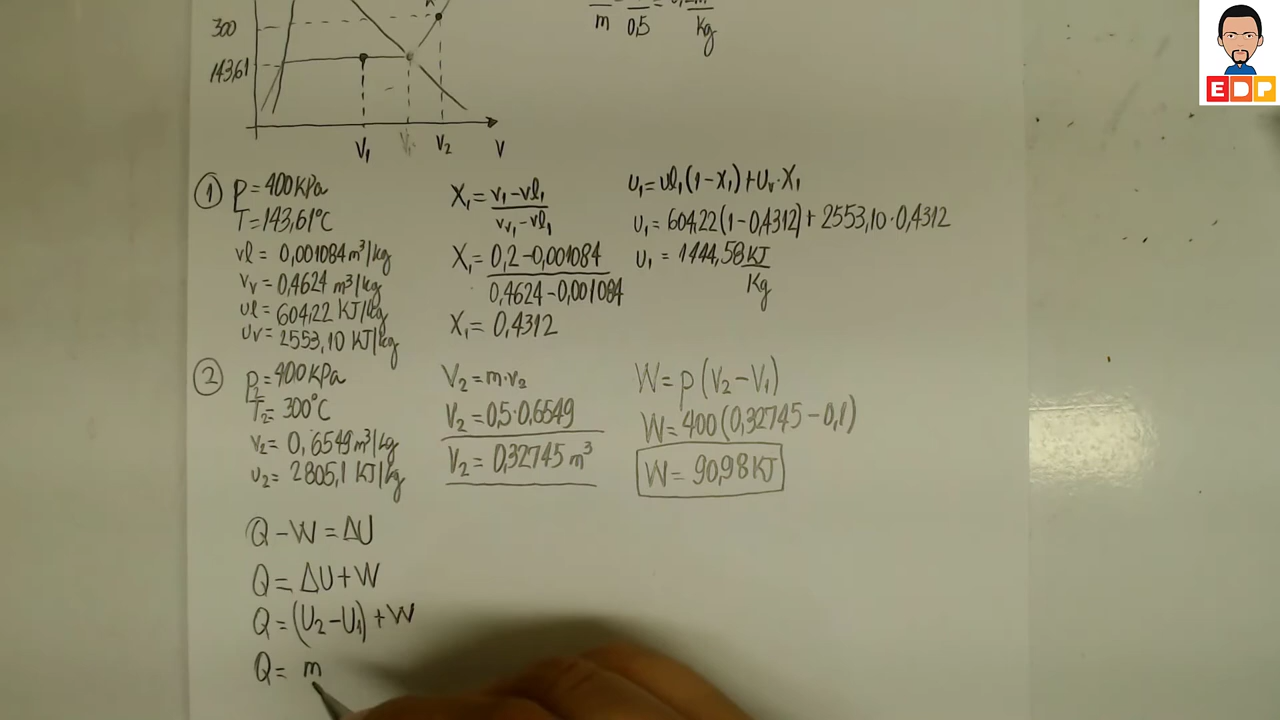 300
143,61
V₁ V₁ V₂ V
m 0,5 Kg
EDP
① P = 400 KPa
T = 143,61°C
vl = 0,001084 m³/kg
vv = 0,4624 m³/kg
ul = 604,22 KJ/kg
uv = 2553,10 KJ/kg
X₁ = v₁ - vl₁ / vv₁ - vl₁
X₁ = 0,2 - 0,001084 / 0,4624 - 0,001084
X₁ = 0,4312
u₁ = ul₁ (1 - X₁) + uv · X₁
u₁ = 604,22 (1 - 0,4312) + 2553,10 · 0,4312
u₁ = 1444,58 KJ / Kg
② P₂ = 400 KPa
T₂ = 300°C
v₂ = 0,6549 m³/kg
u₂ = 2805,1 KJ/kg
V₂ = m · v₂
V₂ = 0,5 · 0,6549
V₂ = 0,32745 m³
W = p (V₂ - V₁)
W = 400 (0,32745 - 0,1)
W = 90,98 KJ
Q - W = ΔU
Q = ΔU + W
Q = (U₂ - U₁) + W
Q = m